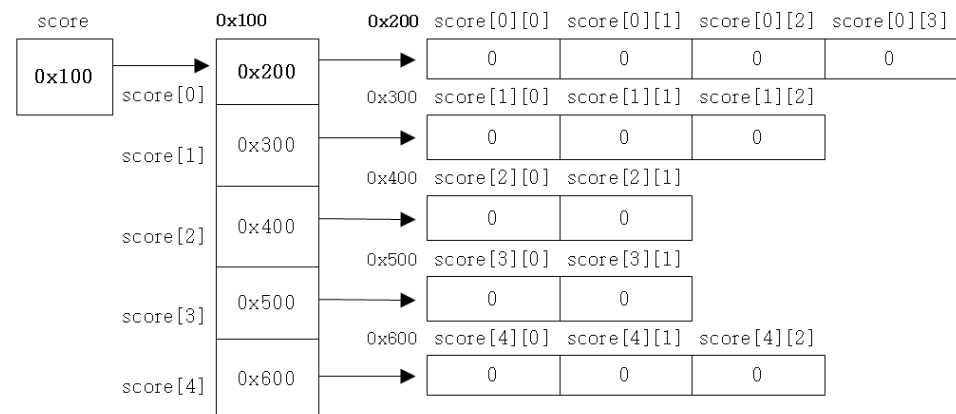 score 0x100 0x200 score[0][0] score[0][1] score[0][2] score[0][3]
0x100 0x200 0 0 0 0
score[0] 0x300 score[1][0] score[1][1] score[1][2]
score[1] 0x300 0 0 0
0x400 score[2][0] score[2][1]
score[2] 0x400 0 0
0x500 score[3][0] score[3][1]
score[3] 0x500 0 0
0x600 score[4][0] score[4][1] score[4][2]
score[4] 0x600 0 0 0